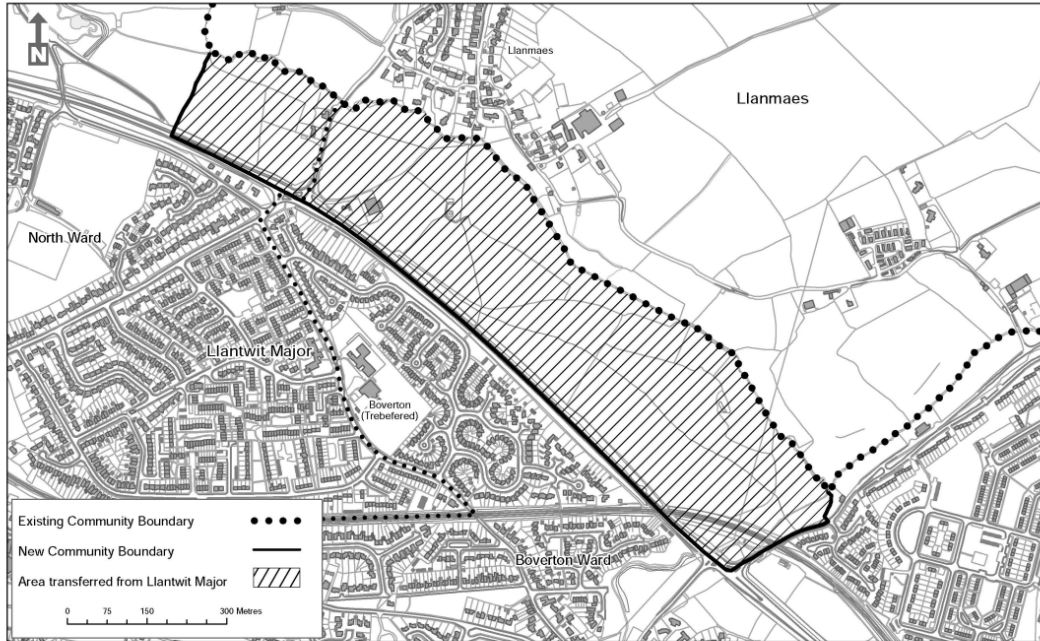 N
Llanmaes
Llanmaes
North Ward
Llantwit Major
Boverton
(Trebefered)
Boverton Ward
Existing Community Boundary
New Community Boundary
Area transferred from Llantwit Major
0 75 150 300 Metres